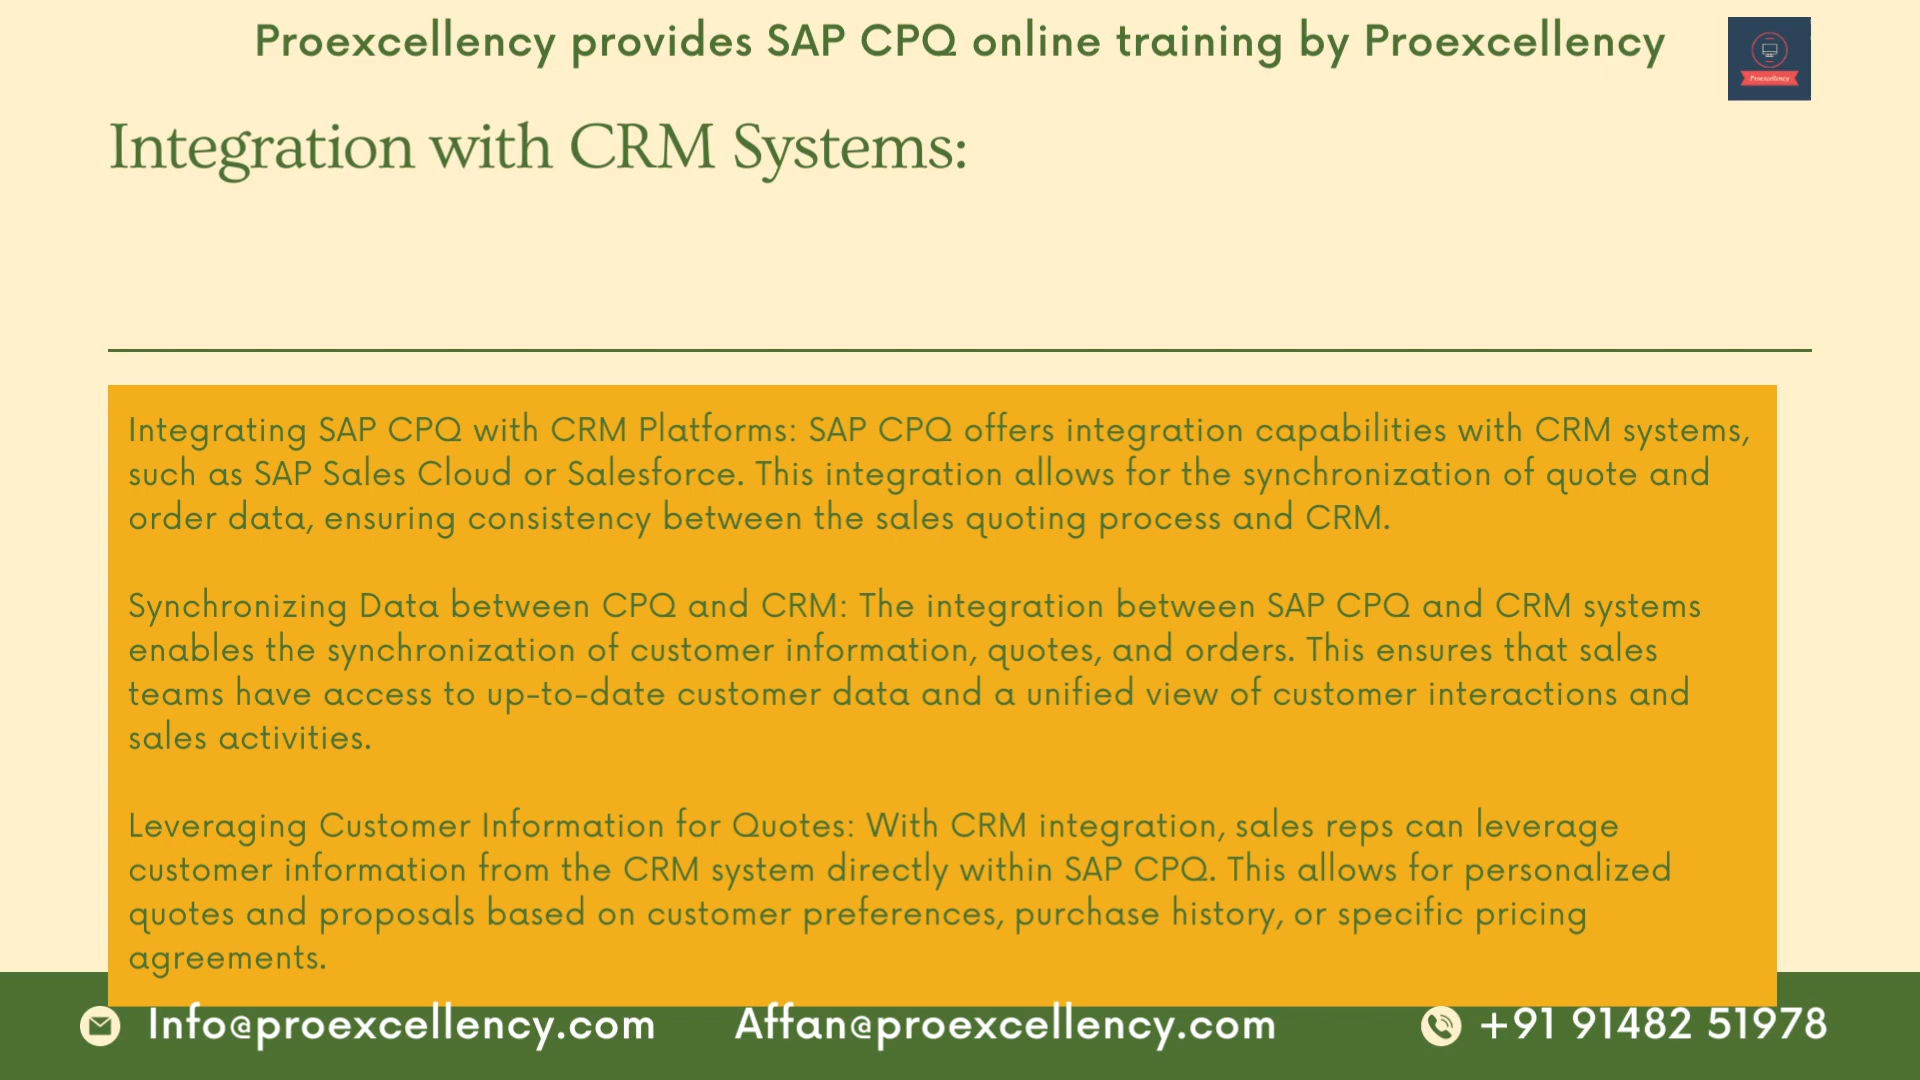 Proexcellency provides SAP CPQ online training by Proexcellency
Proexcellency
Integration with CRM Systems:
Integrating SAP CPQ with CRM Platforms: SAP CPQ offers integration capabilities with CRM systems,
such as SAP Sales Cloud or Salesforce. This integration allows for the synchronization of quote and
order data, ensuring consistency between the sales quoting process and CRM.
Synchronizing Data between CPQ and CRM: The integration between SAP CPQ and CRM systems
enables the synchronization of customer information, quotes, and orders. This ensures that sales
teams have access to up-to-date customer data and a unified view of customer interactions and
sales activities.
Leveraging Customer Information for Quotes: With CRM integration, sales reps can leverage
customer information from the CRM system directly within SAP CPQ. This allows for personalized
quotes and proposals based on customer preferences, purchase history, or specific pricing
agreements.
Info@proexcellency.com Affan@proexcellency.com +91 91482 51978